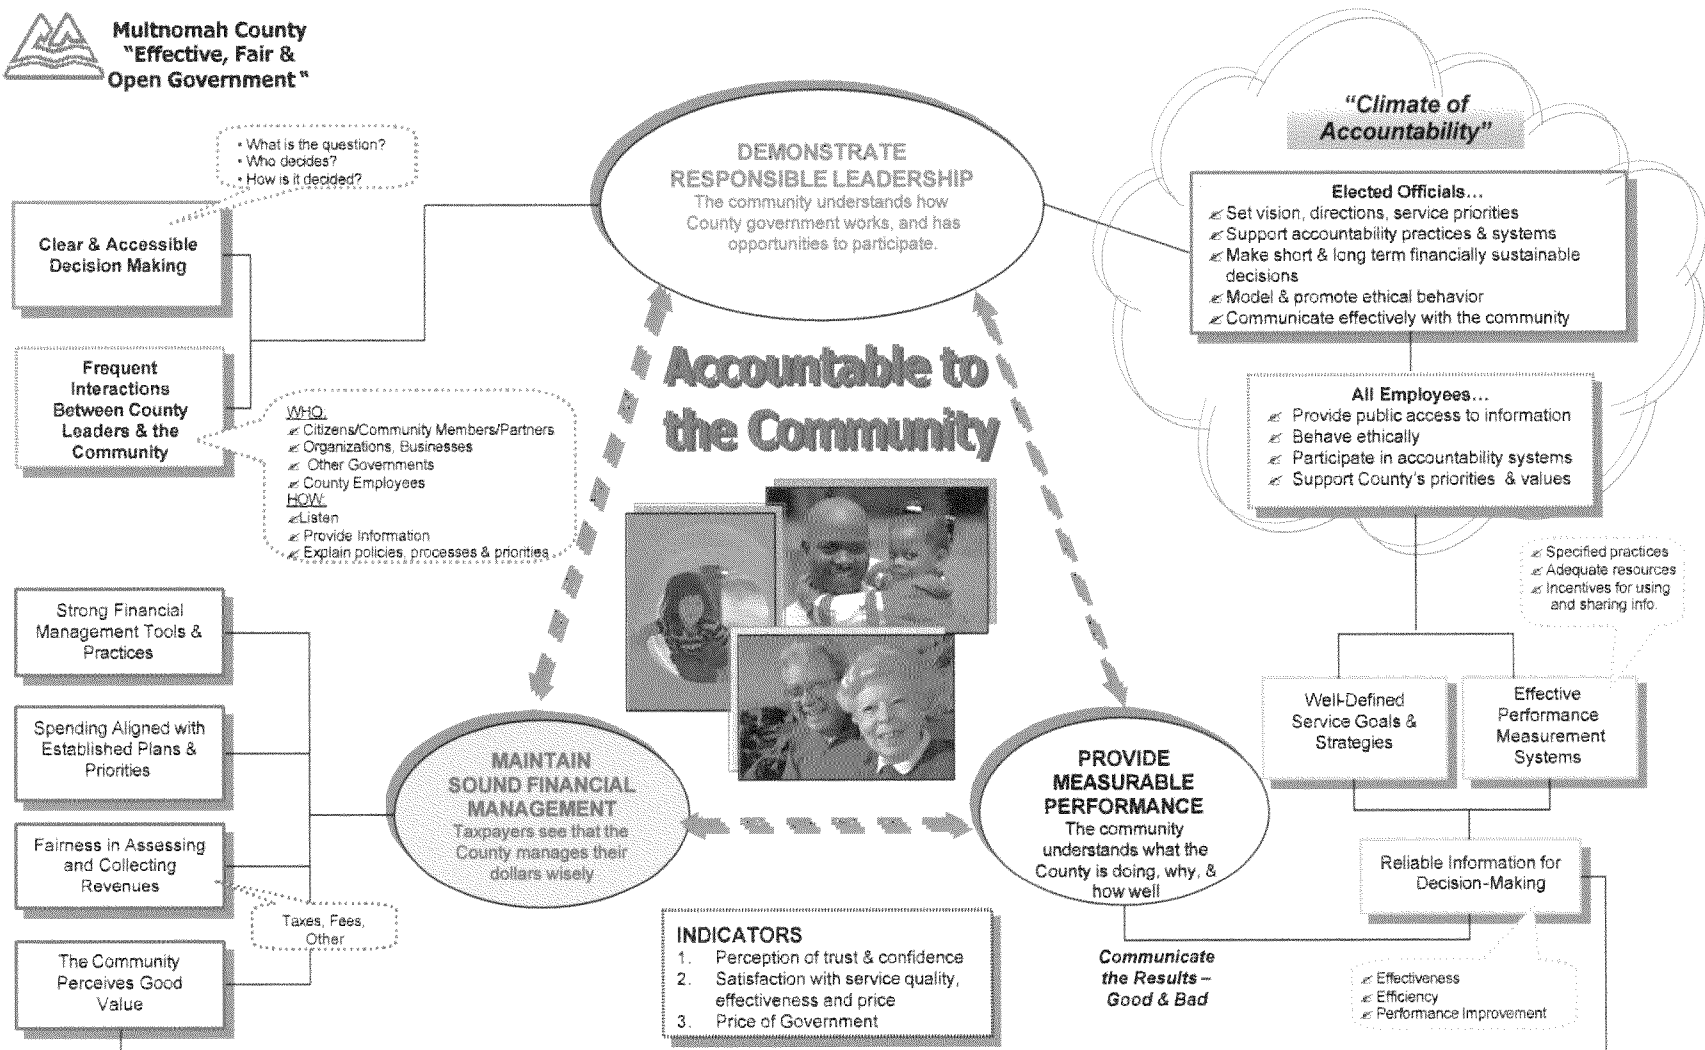 Multnomah County
"Effective, Fair &
Open Government"
• What is the question?
• Who decides?
• How is it decided?
Clear & Accessible
Decision Making
Frequent
Interactions
Between County
Leaders & the
Community
WHO:
Citizens/Community Members/Partners
Organizations, Businesses
Other Governments
County Employees
HOW:
Listen
Provide Information
Explain policies, processes & priorities
DEMONSTRATE
RESPONSIBLE LEADERSHIP
The community understands how
County government works, and has
opportunities to participate.
"Climate of
Accountability"
Elected Officials...
Set vision, directions, service priorities
Support accountability practices & systems
Make short & long term financially sustainable
decisions
Model & promote ethical behavior
Communicate effectively with the community
All Employees...
Provide public access to information
Behave ethically
Participate in accountability systems
Support County's priorities & values
Accountable to
the Community
Specified practices
Adequate resources
Incentives for using
and sharing info.
Strong Financial
Management Tools &
Practices
Spending Aligned with
Established Plans &
Priorities
Fairness in Assessing
and Collecting
Revenues
Taxes, Fees,
Other
The Community
Perceives Good
Value
MAINTAIN
SOUND FINANCIAL
MANAGEMENT
Taxpayers see that the
County manages their
dollars wisely
PROVIDE
MEASURABLE
PERFORMANCE
The community
understands what the
County is doing, why, &
how well
Well-Defined
Service Goals &
Strategies
Effective
Performance
Measurement
Systems
Reliable Information for
Decision-Making
Effectiveness
Efficiency
Performance Improvement
Communicate
the Results –
Good & Bad
INDICATORS
1. Perception of trust & confidence
2. Satisfaction with service quality,
effectiveness and price
3. Price of Government